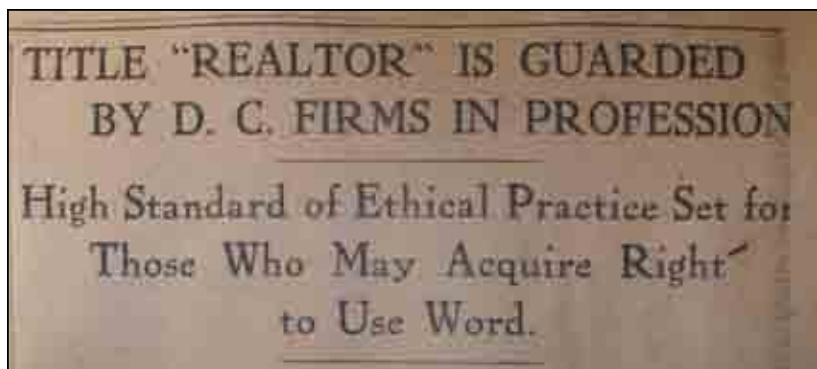 TITLE "REALTOR" IS GUARDED
BY D. C. FIRMS IN PROFESSION
High Standard of Ethical Practice Set for
Those Who May Acquire Right
to Use Word.